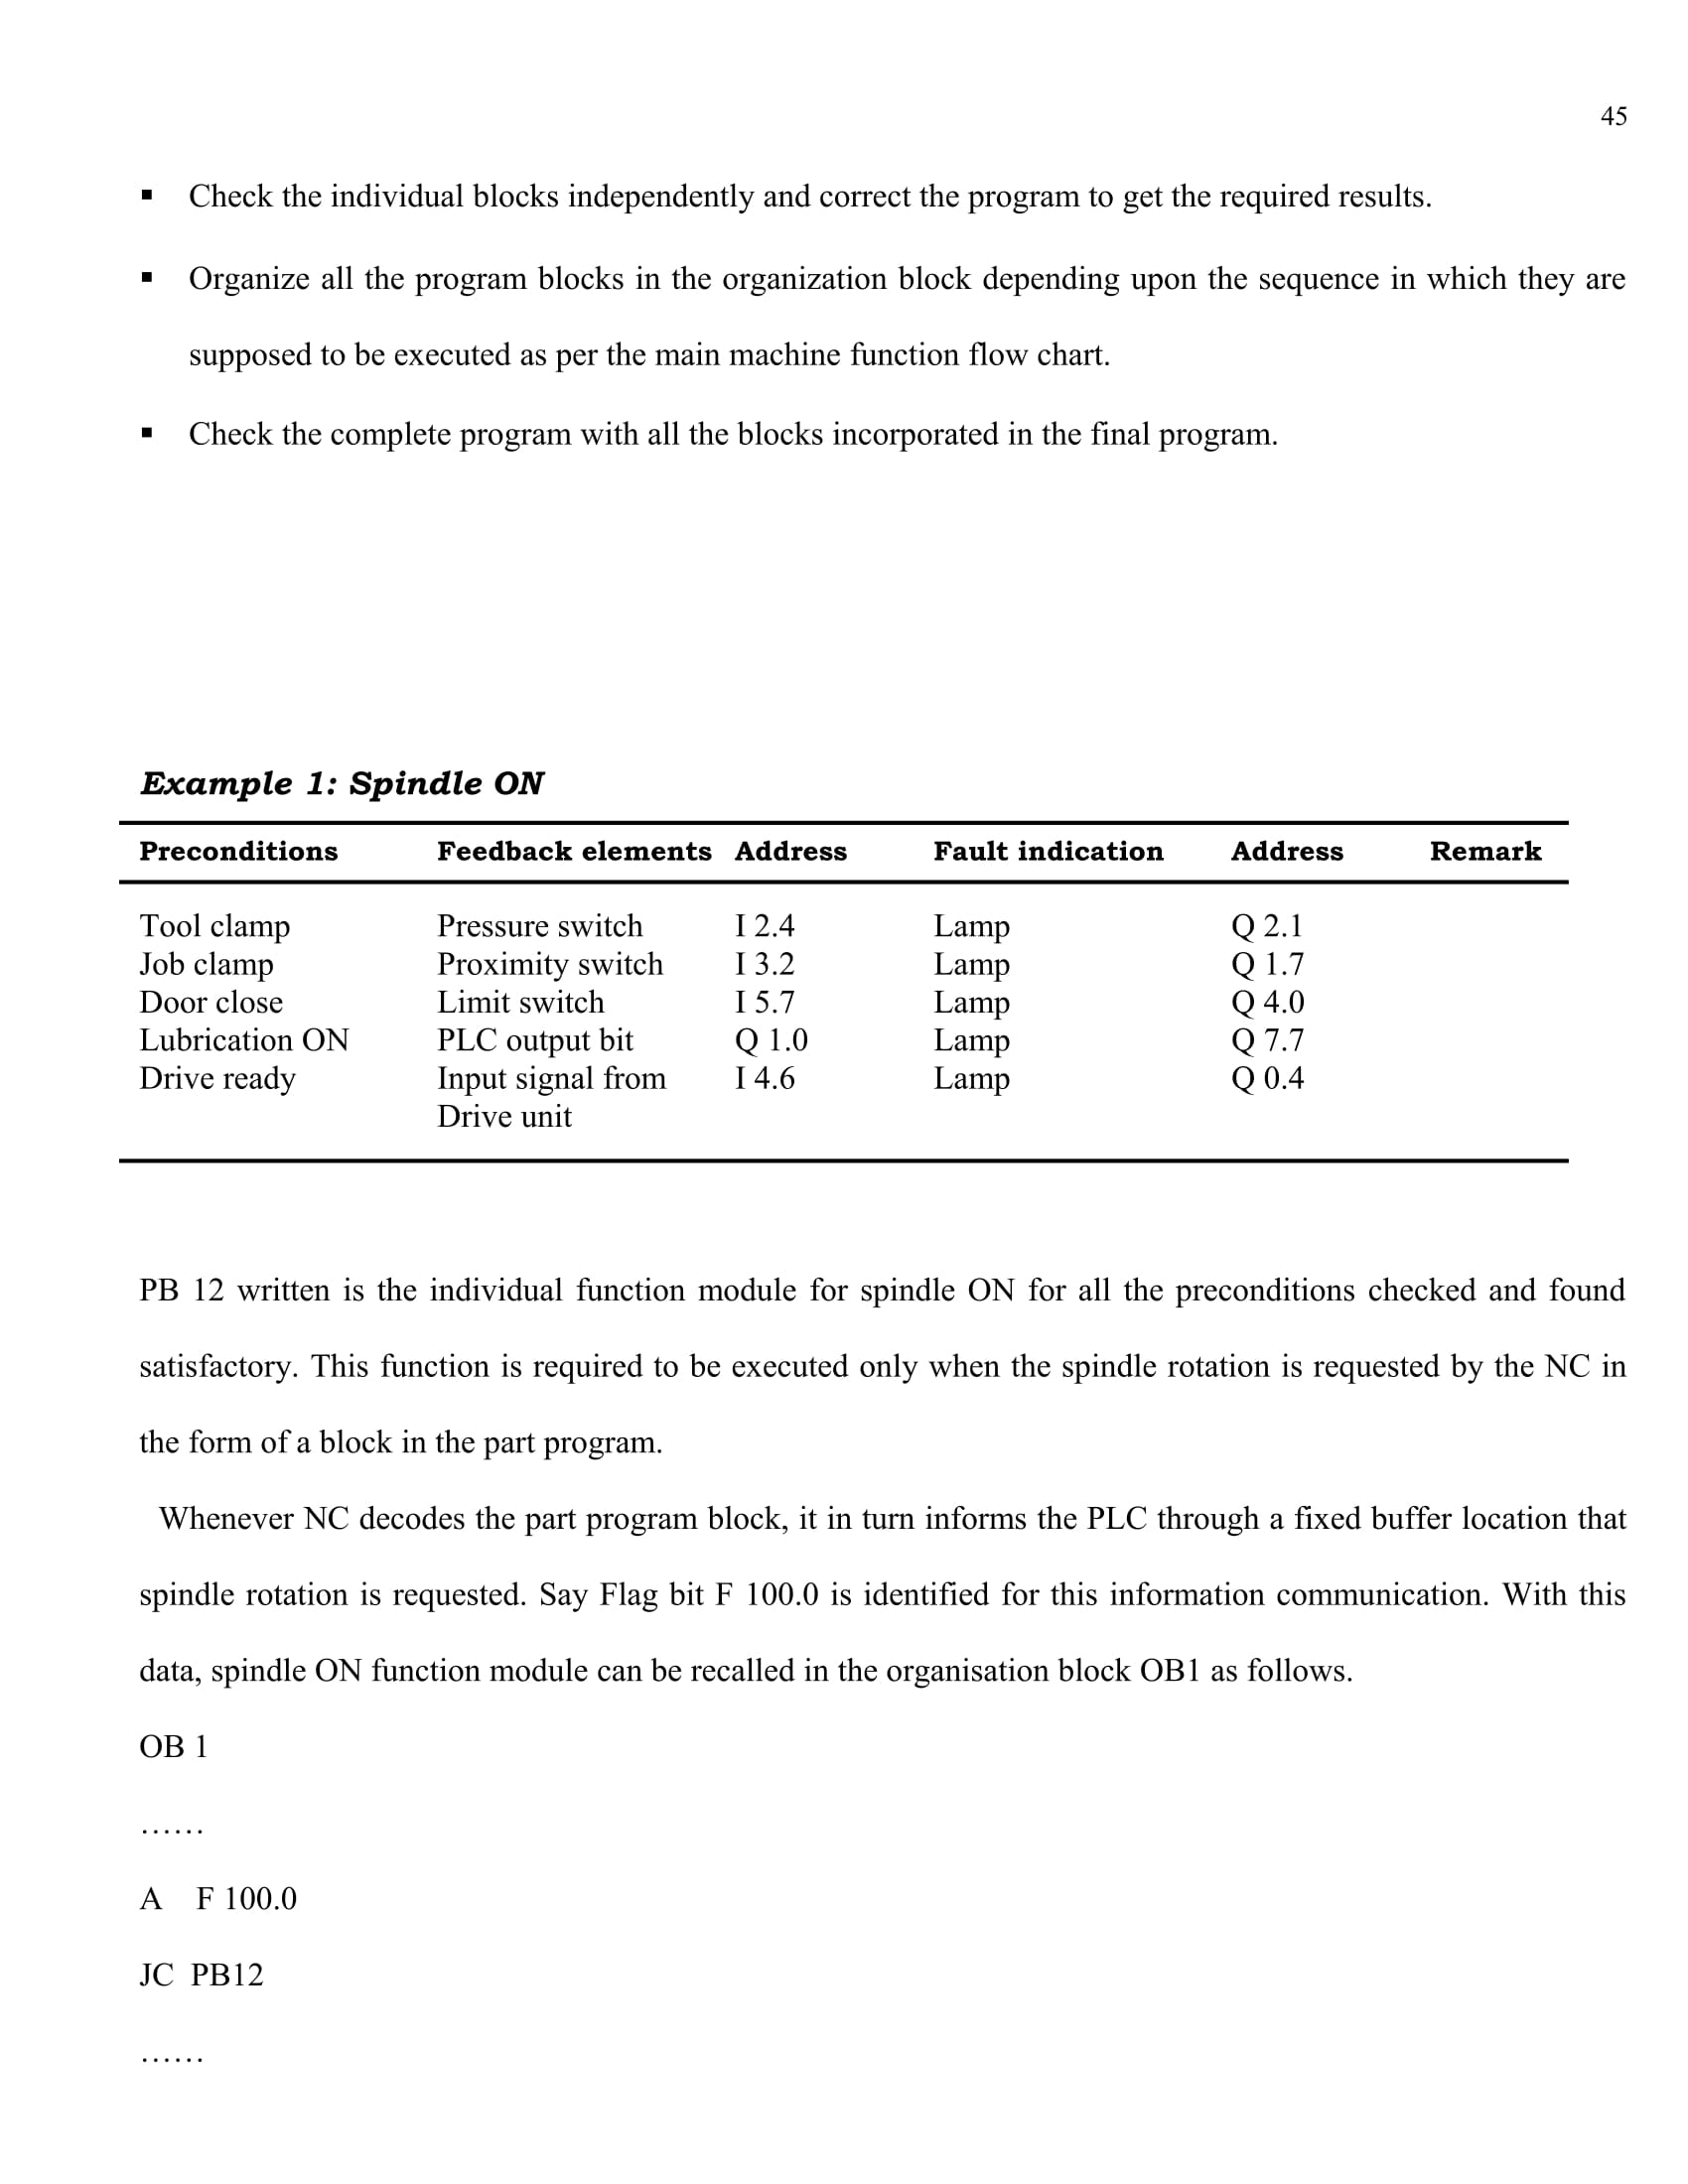 45
▪ Check the individual blocks independently and correct the program to get the required results.
▪ Organize all the program blocks in the organization block depending upon the sequence in which they are
supposed to be executed as per the main machine function flow chart.
▪ Check the complete program with all the blocks incorporated in the final program.
Example 1: Spindle ON
Preconditions Feedback elements Address Fault indication Address Remark
Tool clamp Pressure switch I 2.4 Lamp Q 2.1
Job clamp Proximity switch I 3.2 Lamp Q 1.7
Door close Limit switch I 5.7 Lamp Q 4.0
Lubrication ON PLC output bit Q 1.0 Lamp Q 7.7
Drive ready Input signal from I 4.6 Lamp Q 0.4
Drive unit
PB 12 written is the individual function module for spindle ON for all the preconditions checked and found
satisfactory. This function is required to be executed only when the spindle rotation is requested by the NC in
the form of a block in the part program.
Whenever NC decodes the part program block, it in turn informs the PLC through a fixed buffer location that
spindle rotation is requested. Say Flag bit F 100.0 is identified for this information communication. With this
data, spindle ON function module can be recalled in the organisation block OB1 as follows.
OB 1
……
A F 100.0
JC PB12
……